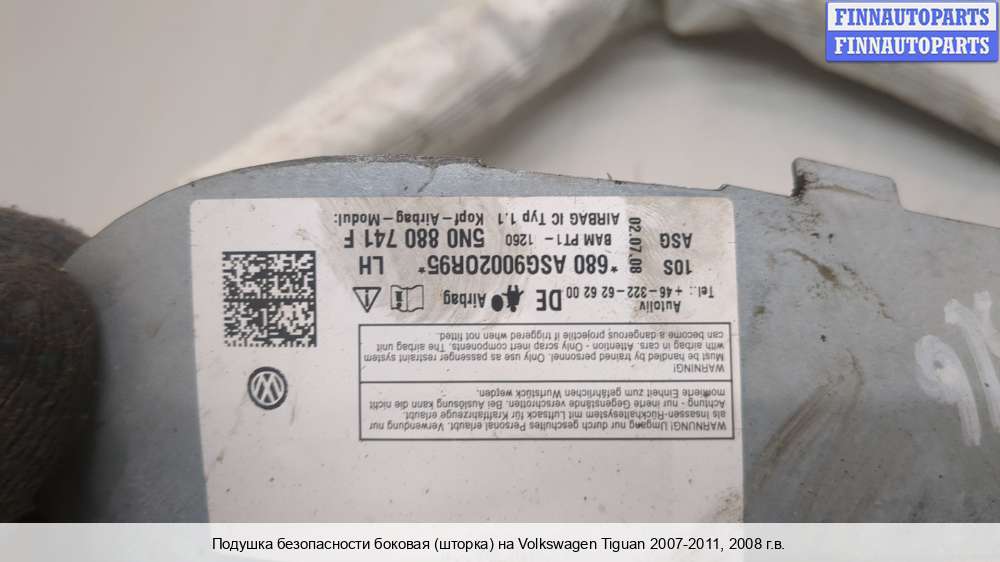 FINNAUTOPARTS
FINNAUTOPARTS
WARNUNG! Umgang nur durch geschultes Personal erlaubt. Nur Verwendung
als Insassen-Rückhaltesystem mit Luftsack für Kraftfahrzeuge erlaubt.
Achtung - nur inerte Gegenstände verschrotten. Bei Auslösung kann die nicht
montierte Einheit zum gefährlichen Wurfstück werden.
WARNING!
Must be handled by trained personnel. Only use as passenger restraint system
with airbag in cars. Attention - Only scrap inert components. The airbag unit
can become a dangerous projectile if triggered when not fitted.
Autoliv
Tel.: +46-322-62 62 00 DE Airbag
10S *680 ASG90020R95* LH
ASG BAM PT1 - 1260 5N0 880 741 F
02.07.08 AIRBAG IC Typ 1.1 Kopf-Airbag-Modul:
Подушка безопасности боковая (шторка) на Volkswagen Tiguan 2007-2011, 2008 г.в.